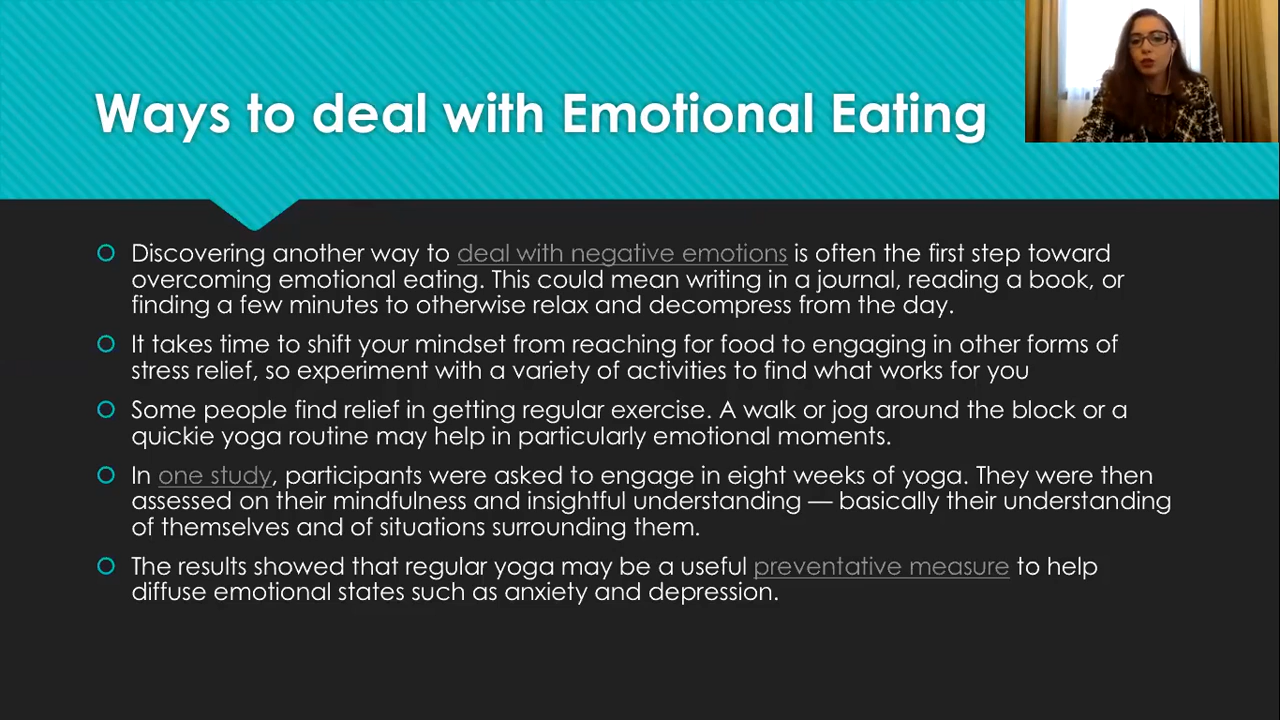 Ways to deal with Emotional Eating
Discovering another way to deal with negative emotions is often the first step toward
overcoming emotional eating. This could mean writing in a journal, reading a book, or
finding a few minutes to otherwise relax and decompress from the day.
It takes time to shift your mindset from reaching for food to engaging in other forms of
stress relief, so experiment with a variety of activities to find what works for you
Some people find relief in getting regular exercise. A walk or jog around the block or a
quickie yoga routine may help in particularly emotional moments.
In one study, participants were asked to engage in eight weeks of yoga. They were then
assessed on their mindfulness and insightful understanding — basically their understanding
of themselves and of situations surrounding them.
The results showed that regular yoga may be a useful preventative measure to help
diffuse emotional states such as anxiety and depression.